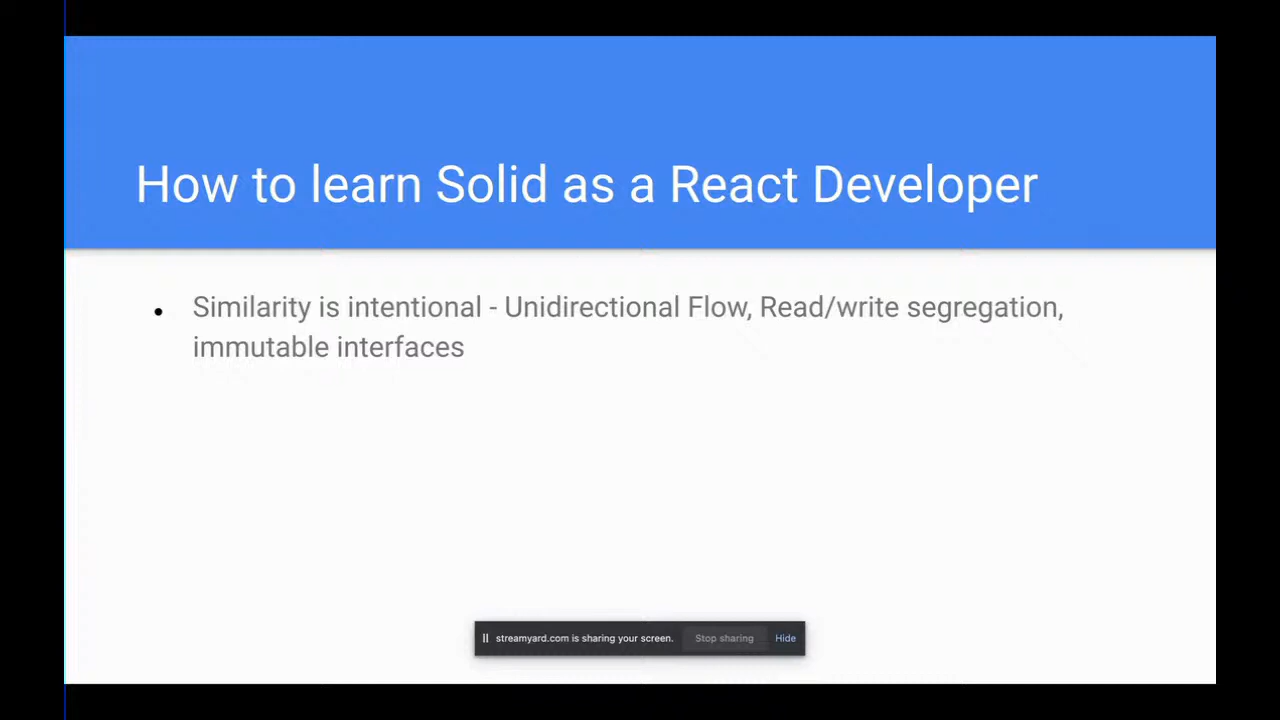 How to learn Solid as a React Developer
● Similarity is intentional - Unidirectional Flow, Read/write segregation,
immutable interfaces
streamyard.com is sharing your screen. Stop sharing Hide